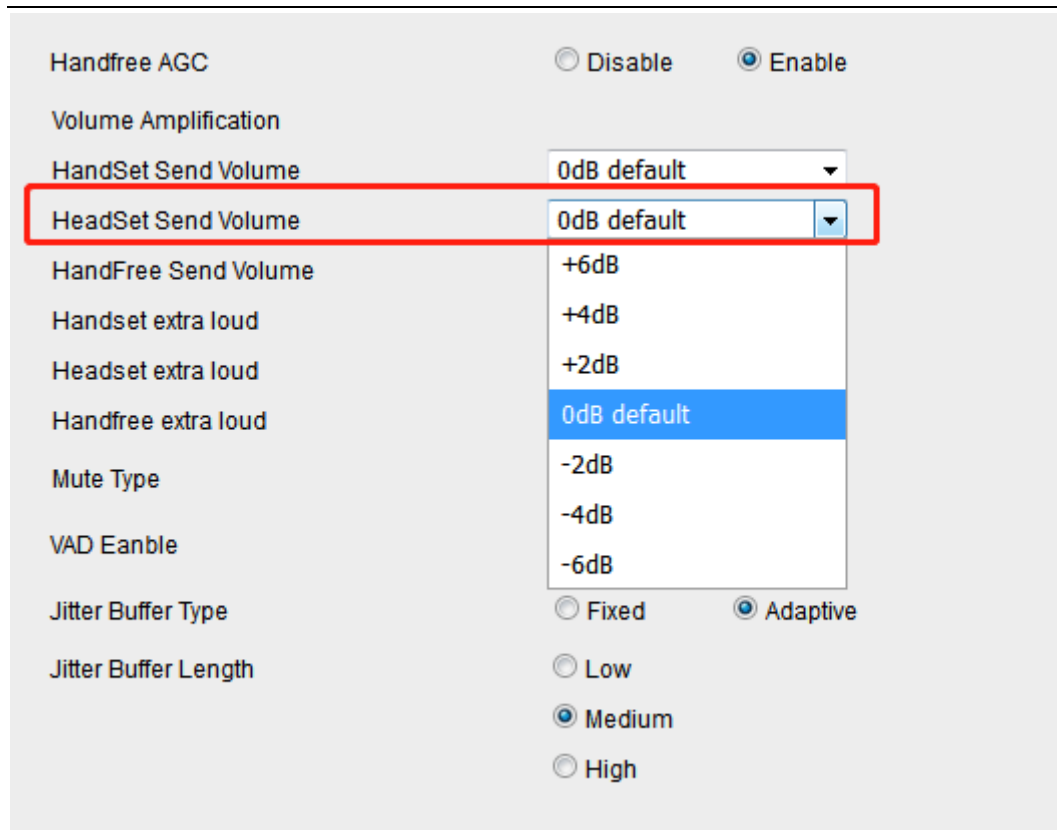 Handfree AGC Disable Enable
Volume Amplification
HandSet Send Volume 0dB default
HeadSet Send Volume 0dB default
HandFree Send Volume +6dB
Handset extra loud +4dB
Headset extra loud +2dB
Handfree extra loud 0dB default
Mute Type -2dB
-4dB
VAD Eanble
-6dB
Jitter Buffer Type Fixed Adaptive
Jitter Buffer Length Low
Medium
High